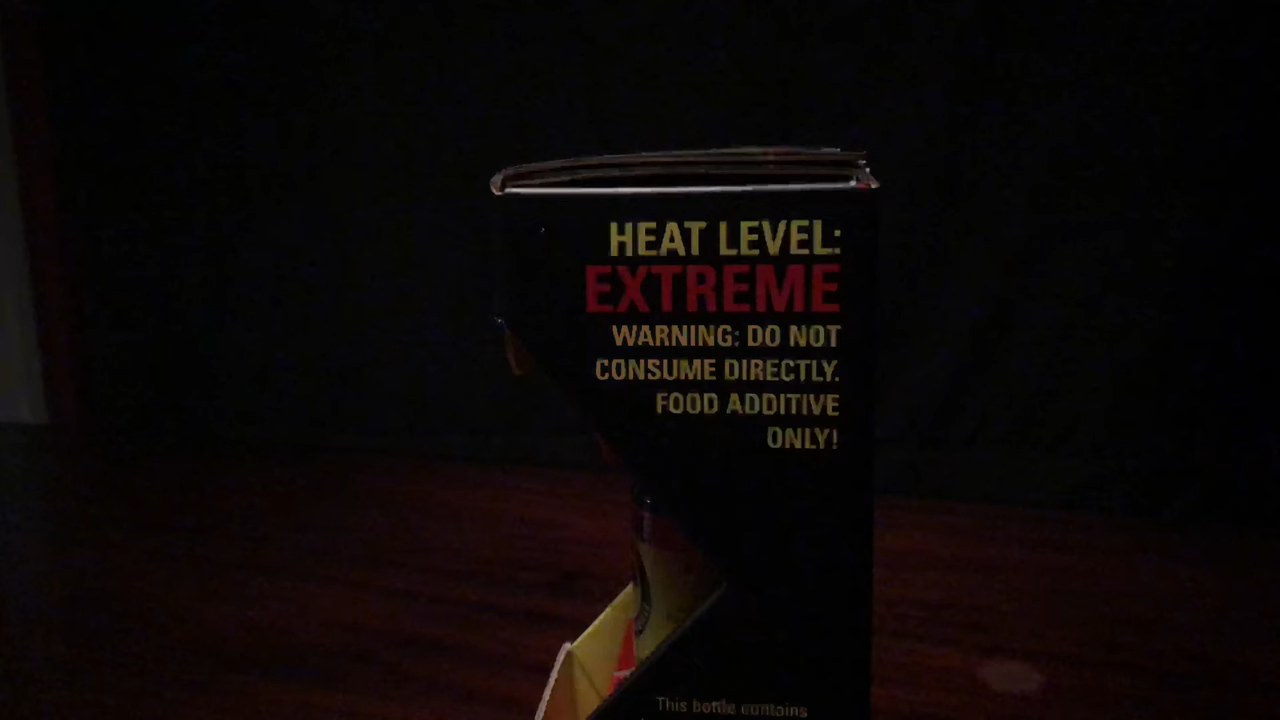 HEAT LEVEL:
EXTREME
WARNING: DO NOT
CONSUME DIRECTLY.
FOOD ADDITIVE
ONLY!
This bottle contains